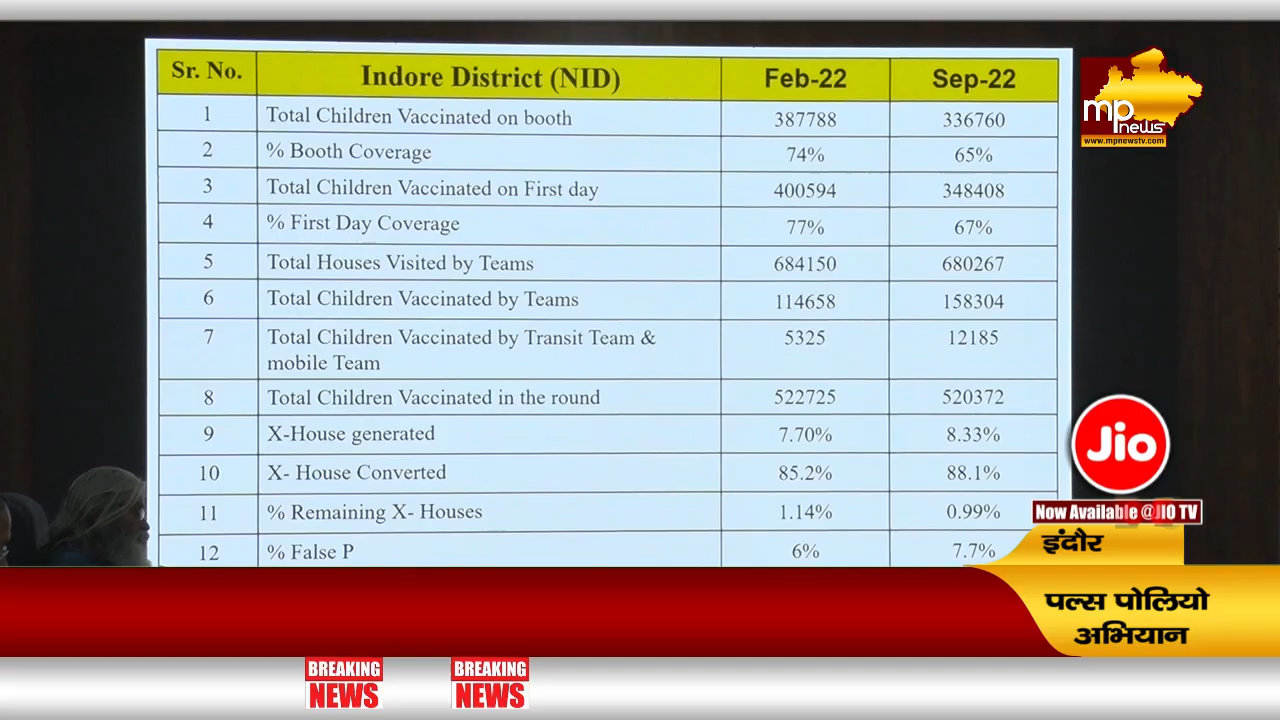 Sr. No. Indore District (NID) Feb-22 Sep-22
1 Total Children Vaccinated on booth 387788 336760
2 % Booth Coverage 74% 65%
3 Total Children Vaccinated on First day 400594 348408
4 % First Day Coverage 77% 67%
5 Total Houses Visited by Teams 684150 680267
6 Total Children Vaccinated by Teams 114658 158304
7 Total Children Vaccinated by Transit Team & 5325 12185
mobile Team
8 Total Children Vaccinated in the round 522725 520372
9 X-House generated 7.70% 8.33%
10 X- House Converted 85.2% 88.1%
11 % Remaining X- Houses 1.14% 0.99%
12 % False P 6% 7.7%
mp
news
www.mpnewstv.com
Jio
Now Available @JIO TV
इंदौर
पल्स पोलियो
अभियान
BREAKING
NEWS
BREAKING
NEWS